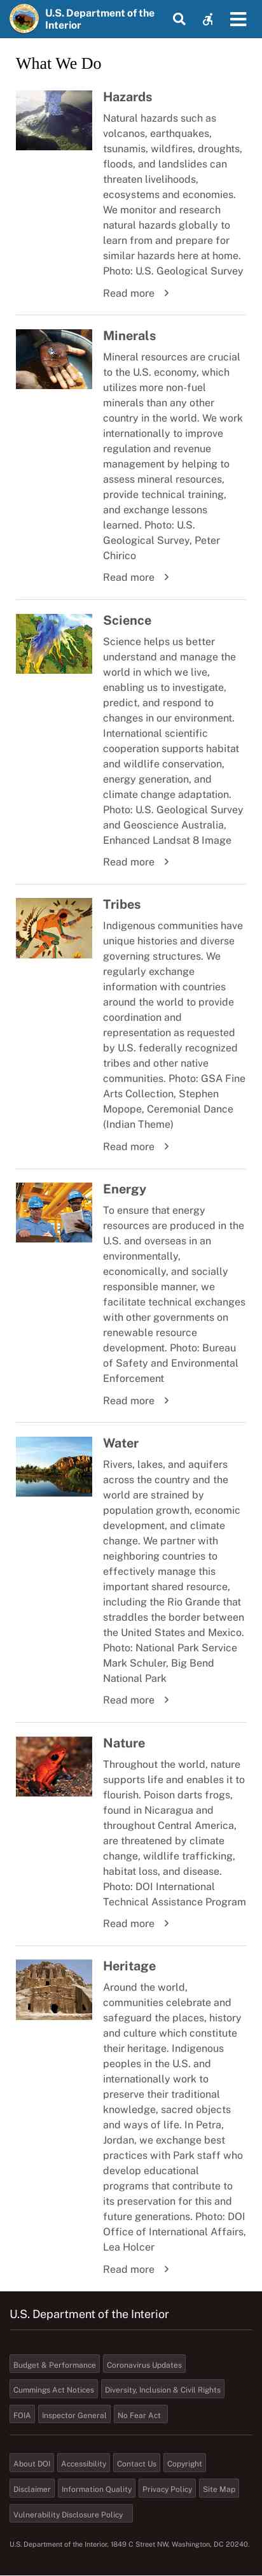 U.S. Department of the
Interior
What We Do
Hazards
Natural hazards such as
volcanos, earthquakes,
tsunamis, wildfires, droughts,
floods, and landslides can
threaten livelihoods,
ecosystems and economies.
We monitor and research
natural hazards globally to
learn from and prepare for
similar hazards here at home.
Photo: U.S. Geological Survey
Read more
Minerals
Mineral resources are crucial
to the U.S. economy, which
utilizes more non-fuel
minerals than any other
country in the world. We work
internationally to improve
regulation and revenue
management by helping to
assess mineral resources,
provide technical training,
and exchange lessons
learned. Photo: U.S.
Geological Survey, Peter
Chirico
Read more
Science
Science helps us better
understand and manage the
world in which we live,
enabling us to investigate,
predict, and respond to
changes in our environment.
International scientific
cooperation supports habitat
and wildlife conservation,
energy generation, and
climate change adaptation.
Photo: U.S. Geological Survey
and Geoscience Australia,
Enhanced Landsat 8 Image
Read more
Tribes
Indigenous communities have
unique histories and diverse
governing structures. We
regularly exchange
information with countries
around the world to provide
coordination and
representation as requested
by U.S. federally recognized
tribes and other native
communities. Photo: GSA Fine
Arts Collection, Stephen
Mopope, Ceremonial Dance
(Indian Theme)
Read more
Energy
To ensure that energy
resources are produced in the
U.S. and overseas in an
environmentally,
economically, and socially
responsible manner, we
facilitate technical exchanges
with other governments on
renewable resource
development. Photo: Bureau
of Safety and Environmental
Enforcement
Read more
Water
Rivers, lakes, and aquifers
across the country and the
world are strained by
population growth, economic
development, and climate
change. We partner with
neighboring countries to
effectively manage this
important shared resource,
including the Rio Grande that
straddles the border between
the United States and Mexico.
Photo: National Park Service
Mark Schuler, Big Bend
National Park
Read more
Nature
Throughout the world, nature
supports life and enables it to
flourish. Poison darts frogs,
found in Nicaragua and
throughout Central America,
are threatened by climate
change, wildlife trafficking,
habitat loss, and disease.
Photo: DOI International
Technical Assistance Program
Read more
Heritage
Around the world,
communities celebrate and
safeguard the places, history
and culture which constitute
their heritage. Indigenous
peoples in the U.S. and
internationally work to
preserve their traditional
knowledge, sacred objects
and ways of life. In Petra,
Jordan, we exchange best
practices with Park staff who
develop educational
programs that contribute to
its preservation for this and
future generations. Photo: DOI
Office of International Affairs,
Lea Holcer
Read more
U.S. Department of the Interior
Budget & Performance Coronavirus Updates
Cummings Act Notices Diversity, Inclusion & Civil Rights
FOIA Inspector General No Fear Act
About DOI Accessibility Contact Us Copyright
Disclaimer Information Quality Privacy Policy Site Map
Vulnerability Disclosure Policy
U.S. Department of the Interior, 1849 C Street NW, Washington, DC 20240.